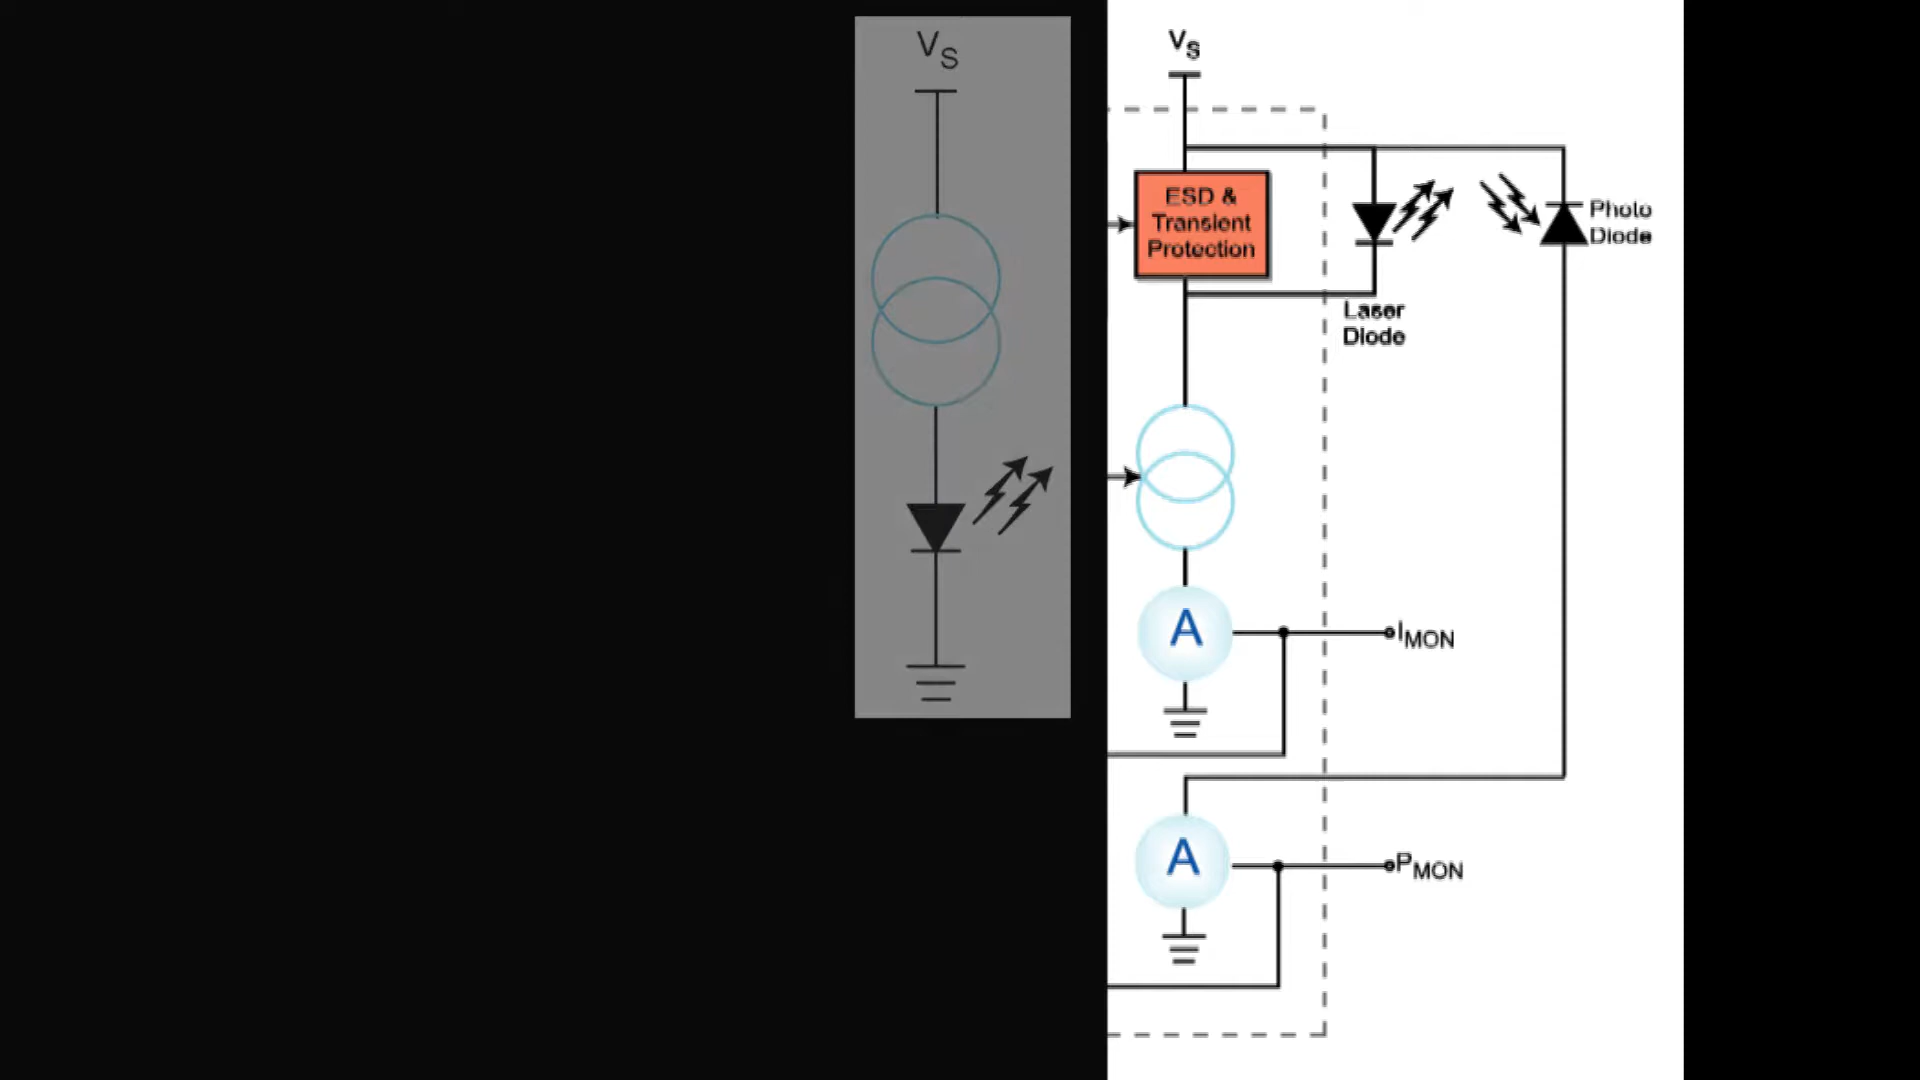 VS
VS
ESD &
Transient
Protection
Photo
Diode
Laser
Diode
A
IMON
A
PMON